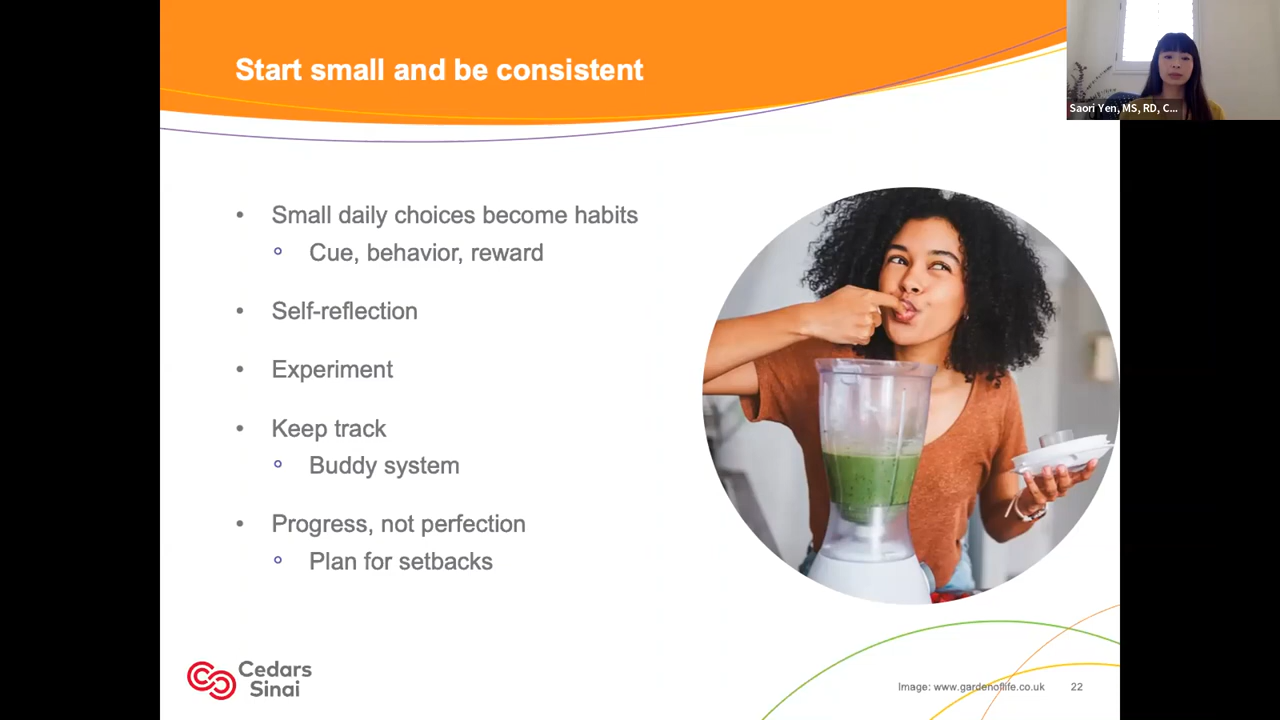 Start small and be consistent
Saori Yen, MS, RD, C...
• Small daily choices become habits
∘ Cue, behavior, reward
• Self-reflection
• Experiment
• Keep track
∘ Buddy system
• Progress, not perfection
∘ Plan for setbacks
Cedars
Sinai
Image: www.gardenoflife.co.uk 22